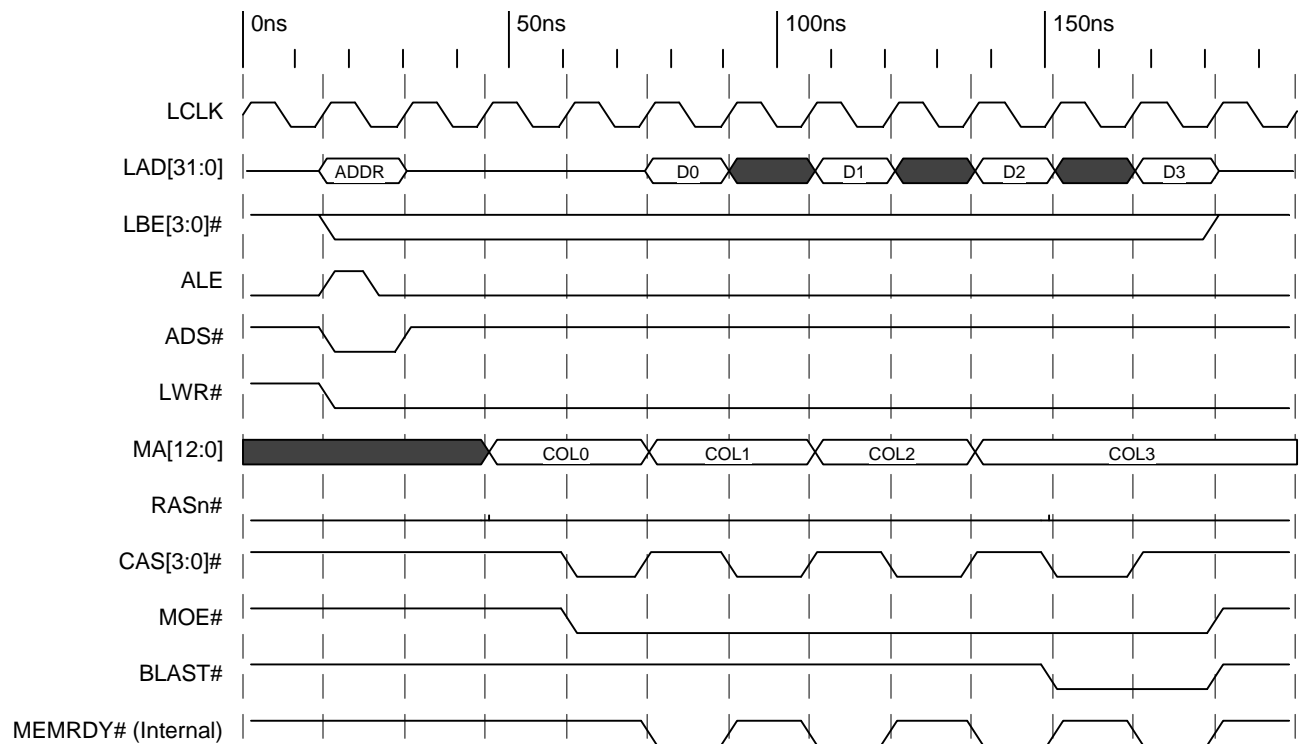 0ns 50ns 100ns 150ns
LCLK
LAD[31:0] ADDR D0 D1 D2 D3
LBE[3:0]#
ALE
ADS#
LWR#
MA[12:0] COL0 COL1 COL2 COL3
RASn#
CAS[3:0]#
MOE#
BLAST#
MEMRDY# (Internal)